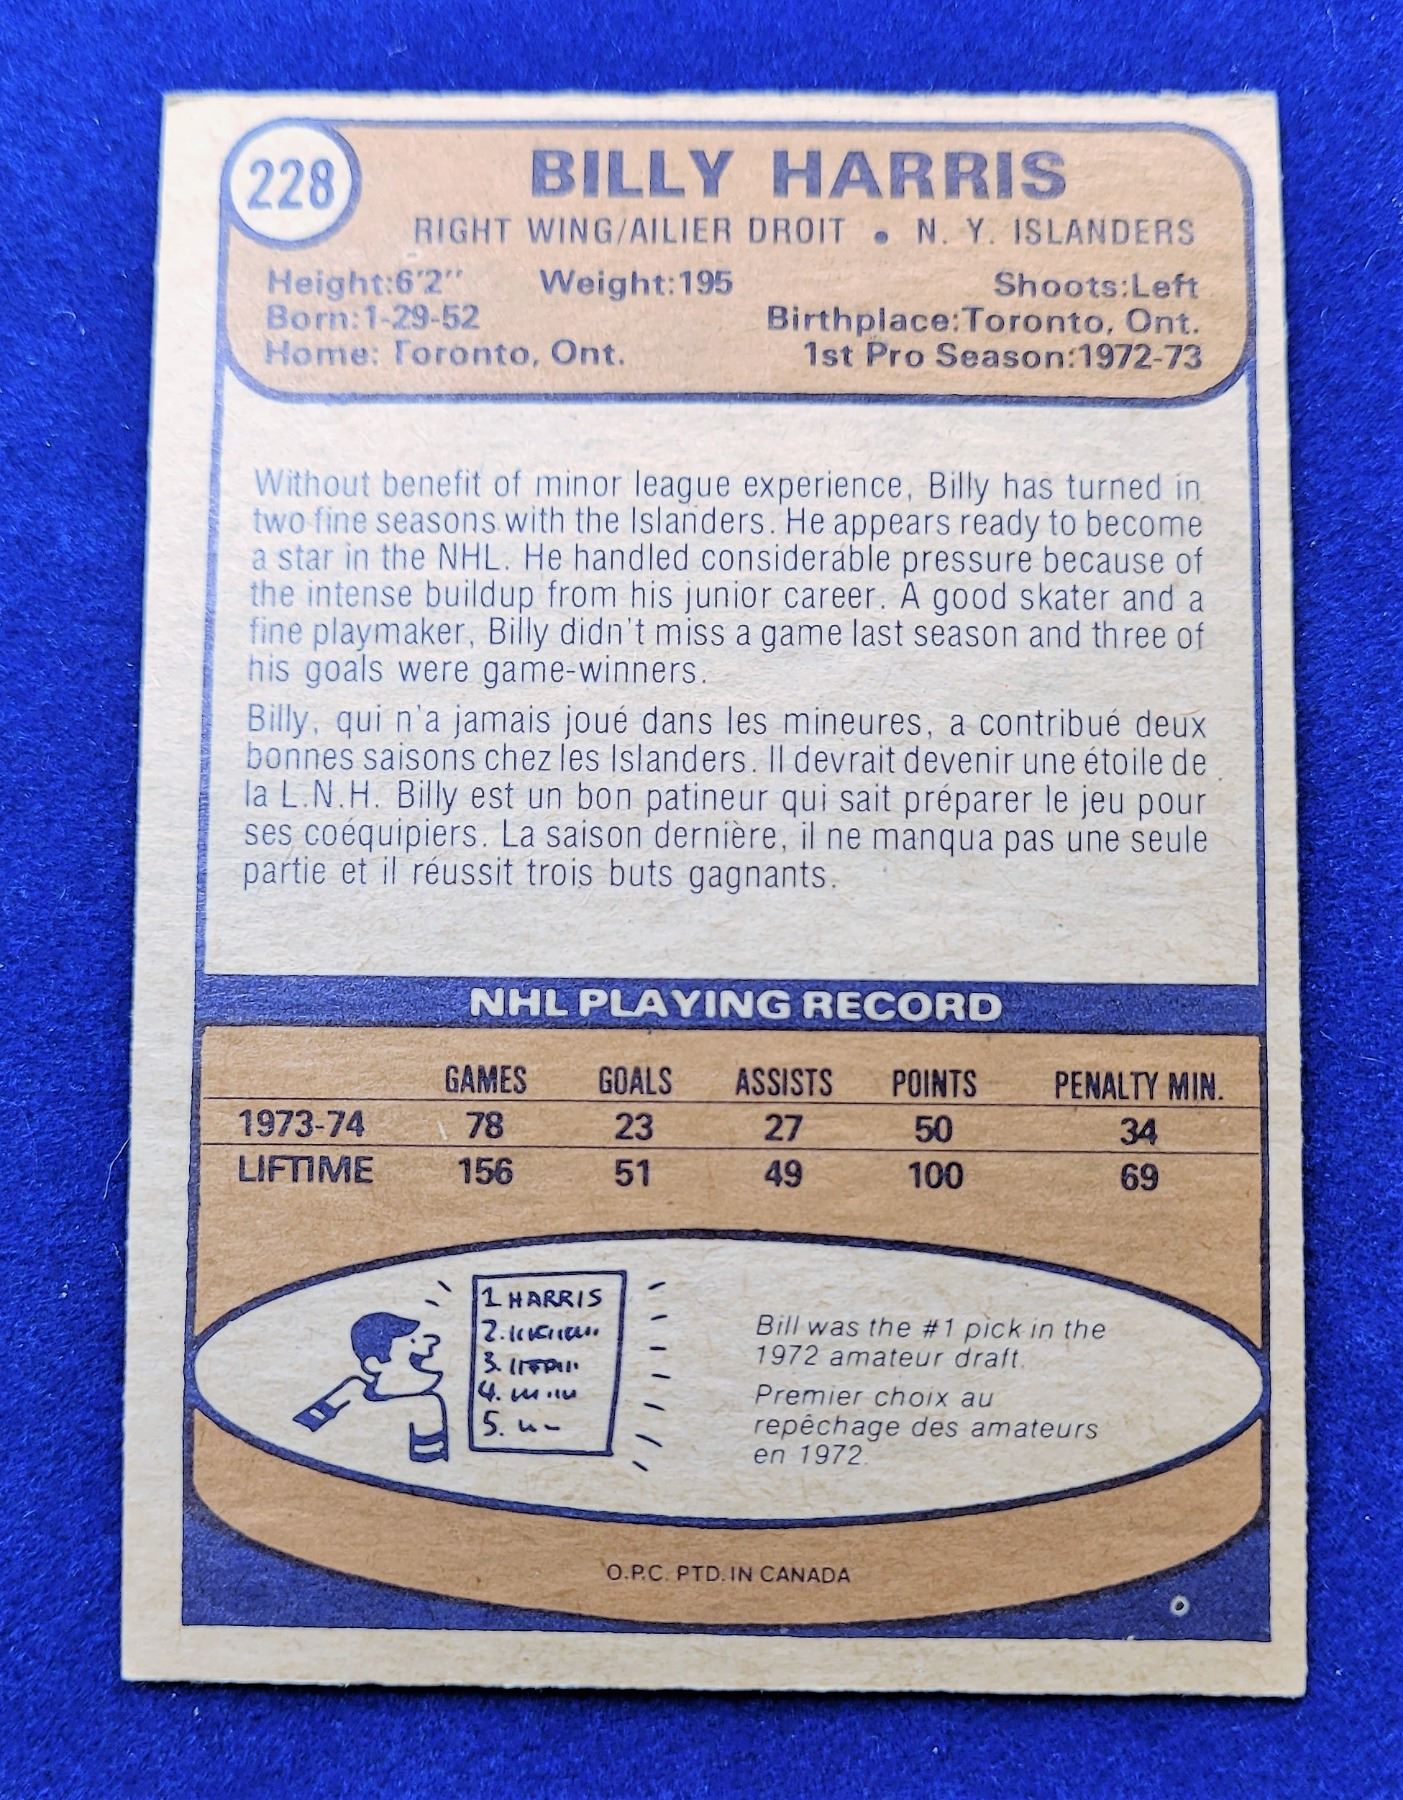 228
BILLY HARRIS
RIGHT WING/AILIER DROIT • N. Y. ISLANDERS
Height:6'2'' Weight:195 Shoots:Left
Born:1-29-52 Birthplace:Toronto, Ont.
Home: Toronto, Ont. 1st Pro Season:1972-73
Without benefit of minor league experience, Billy has turned in
two fine seasons with the Islanders. He appears ready to become
a star in the NHL. He handled considerable pressure because of
the intense buildup from his junior career. A good skater and a
fine playmaker, Billy didn't miss a game last season and three of
his goals were game-winners.
Billy, qui n'a jamais joué dans les mineures, a contribué deux
bonnes saisons chez les Islanders. Il devrait devenir une étoile de
la L.N.H. Billy est un bon patineur qui sait préparer le jeu pour
ses coéquipiers. La saison dernière, il ne manqua pas une seule
partie et il réussit trois buts gagnants.
NHL PLAYING RECORD
GAMES GOALS ASSISTS POINTS PENALTY MIN.
1973-74 78 23 27 50 34
LIFTIME 156 51 49 100 69
1 HARRIS
2.
3.
4.
5.
Bill was the #1 pick in the
1972 amateur draft.
Premier choix au
repêchage des amateurs
en 1972.
O.P.C. PTD. IN CANADA